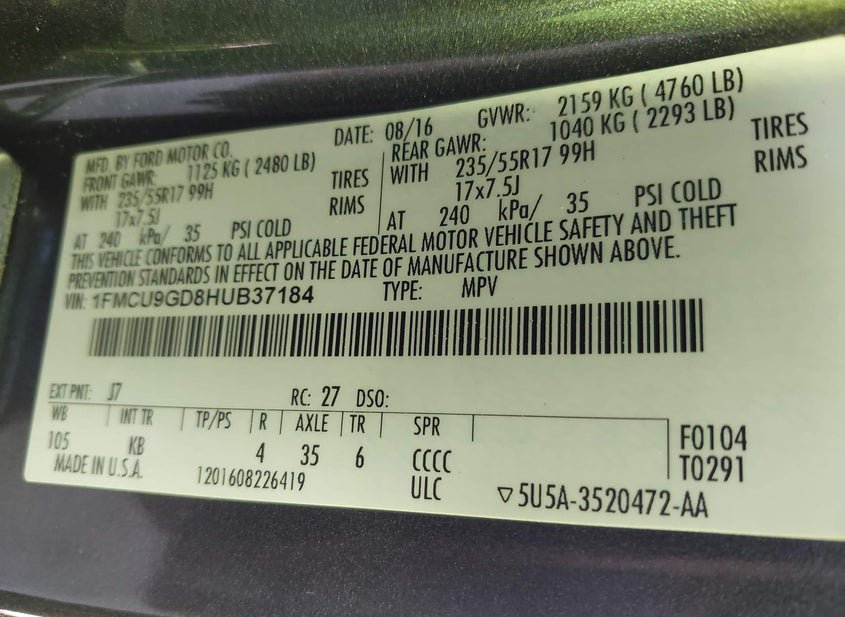 MFD. BY FORD MOTOR CO. DATE: 08/16 GVWR: 2159 KG ( 4760 LB)
FRONT GAWR: 1125 KG ( 2480 LB) REAR GAWR: 1040 KG ( 2293 LB)
WITH 235/55R17 99H TIRES WITH 235/55R17 99H TIRES
17x7.5J RIMS 17x7.5J RIMS
AT 240 kPa/ 35 PSI COLD AT 240 kPa/ 35 PSI COLD
THIS VEHICLE CONFORMS TO ALL APPLICABLE FEDERAL MOTOR VEHICLE SAFETY AND THEFT
PREVENTION STANDARDS IN EFFECT ON THE DATE OF MANUFACTURE SHOWN ABOVE.
VIN: 1FMCU9GD8HUB37184 TYPE: MPV
EXT PNT: J7 RC: 27 DSO:
WB INT TR TP/PS R AXLE TR SPR F0104
105 KB 4 35 6 CCCC T0291
MADE IN U.S.A. 1201608226419 ULC ▽5U5A-3520472-AA